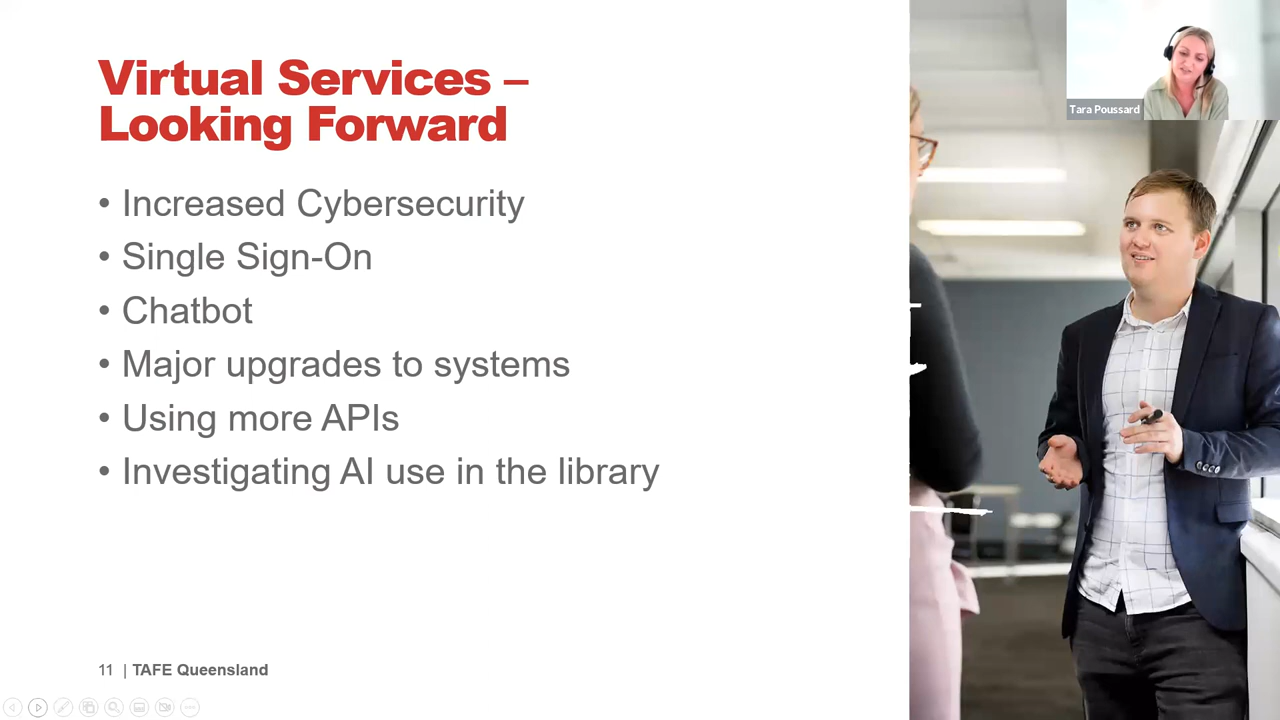 Virtual Services –
Looking Forward
• Increased Cybersecurity
• Single Sign-On
• Chatbot
• Major upgrades to systems
• Using more APIs
• Investigating AI use in the library
11 | TAFE Queensland
Tara Poussard